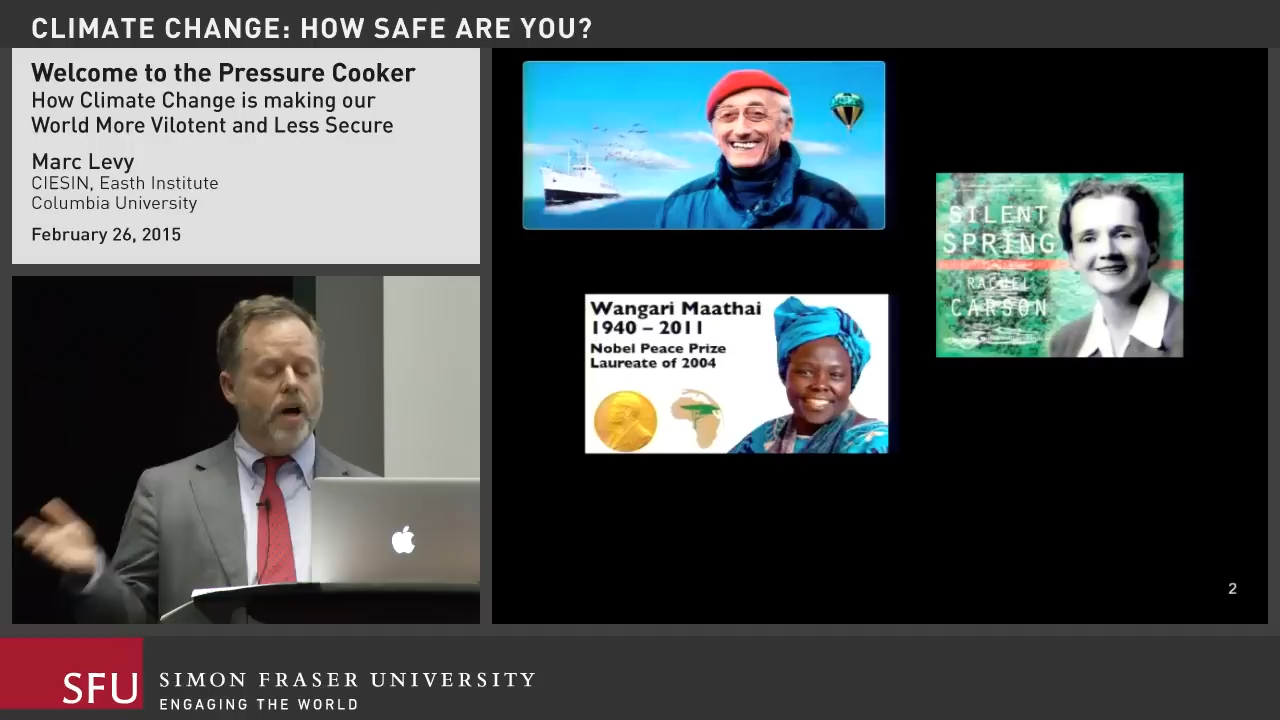 CLIMATE CHANGE: HOW SAFE ARE YOU?
Welcome to the Pressure Cooker
How Climate Change is making our
World More Vilotent and Less Secure
Marc Levy
CIESIN, Easth Institute
Columbia University
February 26, 2015
SILENT
SPRING
RACHEL
CARSON
Wangari Maathai
1940 – 2011
Nobel Peace Prize
Laureate of 2004
2
SFU
SIMON FRASER UNIVERSITY
ENGAGING THE WORLD